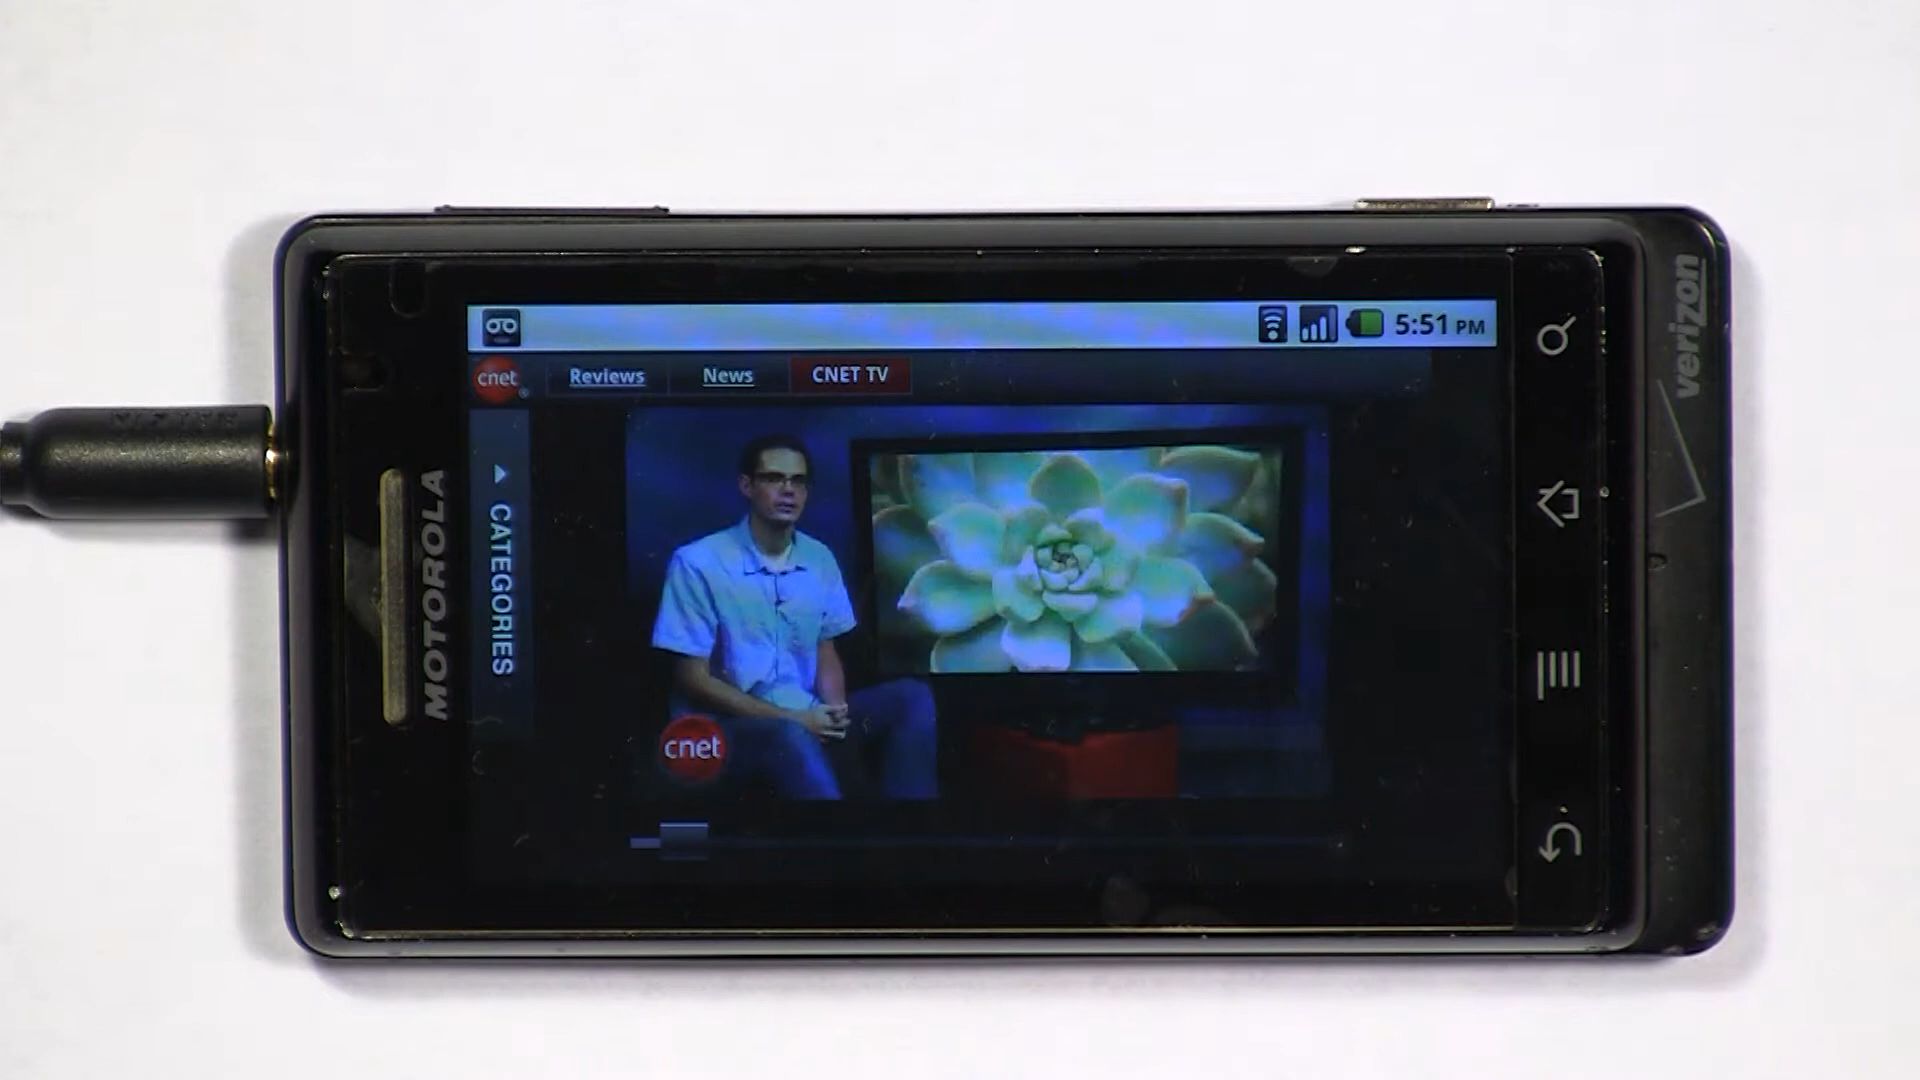 5:51 PM
cnet
Reviews
News
CNET TV
CATEGORIES
cnet
MOTOROLA
verizon